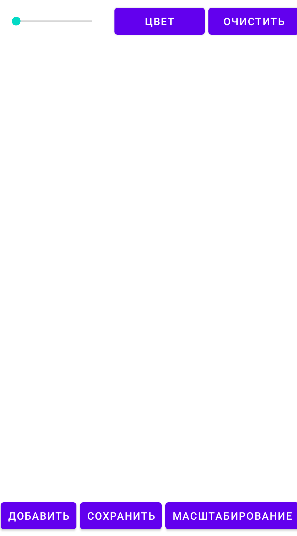 ЦВЕТ ОЧИСТИТЬ
ДОБАВИТЬ СОХРАНИТЬ МАСШТАБИРОВАНИЕ